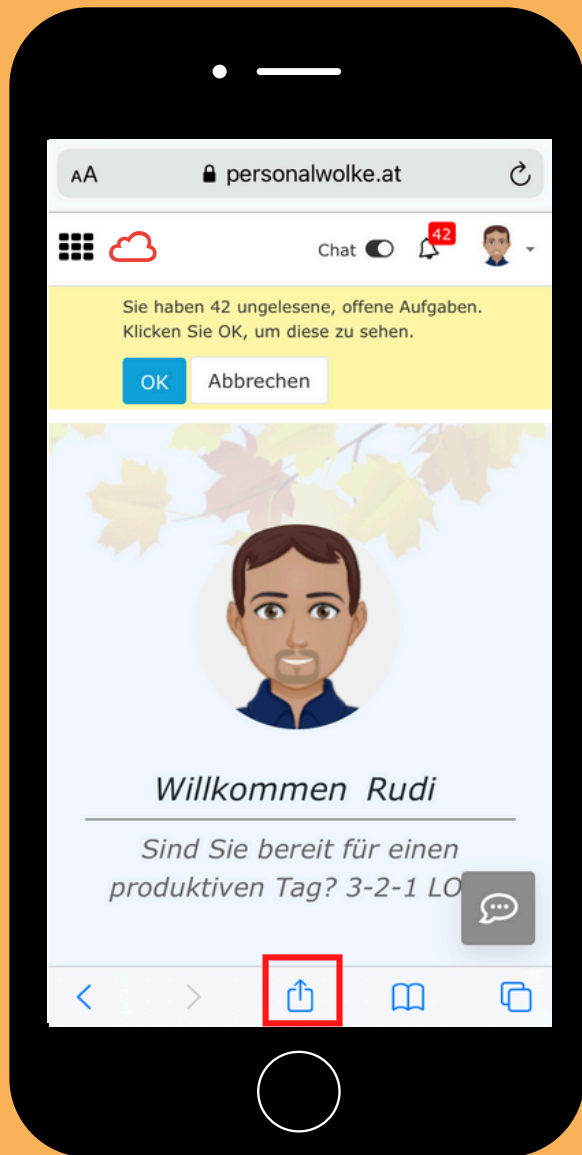 AA personalwolke.at
Chat 42
Sie haben 42 ungelesene, offene Aufgaben.
Klicken Sie OK, um diese zu sehen.
OK Abbrechen
Willkommen Rudi
Sind Sie bereit für einen
produktiven Tag? 3-2-1